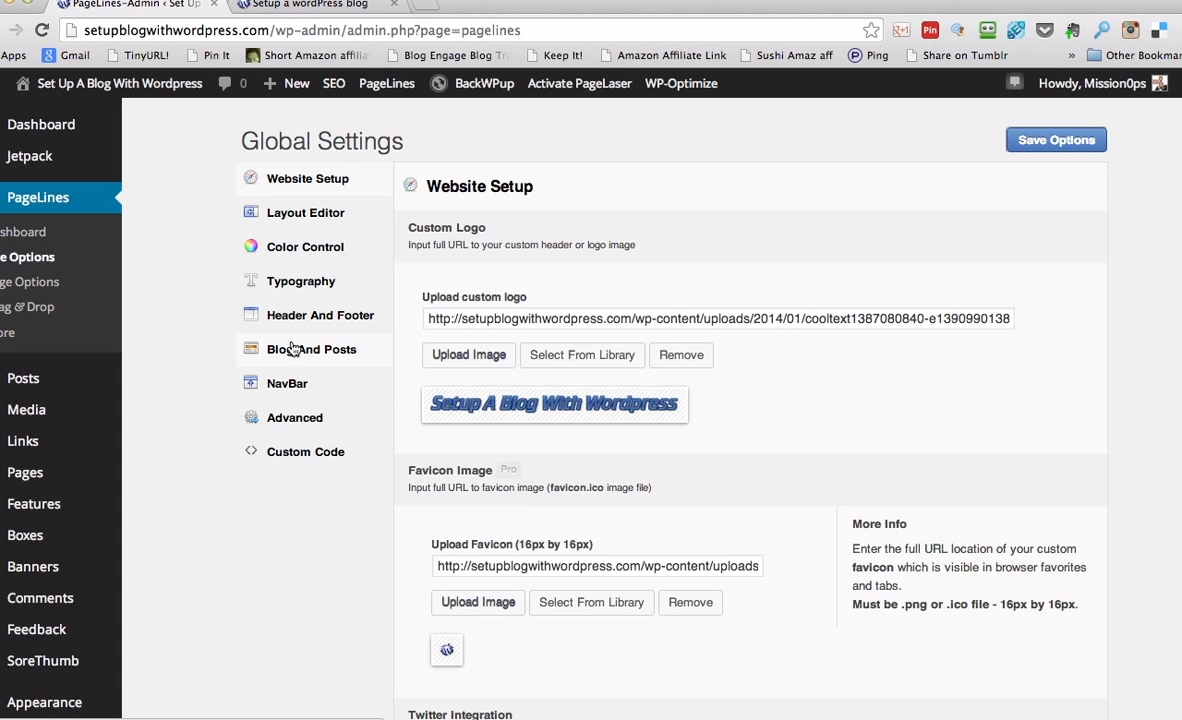 PageLines-Admin ‹ Set Up
Setup a wordPress blog
setupblogwithwordpress.com/wp-admin/admin.php?page=pagelines
Apps Gmail TinyURL! Pin It Short Amazon affilia Blog Engage Blog Tra Keep It! Amazon Affiliate Link Sushi Amaz aff Ping Share on Tumblr » Other Bookmar
Set Up A Blog With Wordpress 0 + New SEO PageLines BackWPup Activate PageLaser WP-Optimize Howdy, Mission0ps
Dashboard
Jetpack
PageLines
shboard
e Options
ge Options
ag & Drop
ore
Posts
Media
Links
Pages
Features
Boxes
Banners
Comments
Feedback
SoreThumb
Appearance
Global Settings
Save Options
Website Setup
Layout Editor
Color Control
Typography
Header And Footer
Blog And Posts
NavBar
Advanced
Custom Code
Website Setup
Custom Logo
Input full URL to your custom header or logo image
Upload custom logo
http://setupblogwithwordpress.com/wp-content/uploads/2014/01/cooltext1387080840-e1390990138
Upload Image Select From Library Remove
Setup A Blog With Wordpress
Favicon Image Pro
Input full URL to favicon image (favicon.ico image file)
Upload Favicon (16px by 16px)
http://setupblogwithwordpress.com/wp-content/uploads
Upload Image Select From Library Remove
More Info
Enter the full URL location of your custom
favicon which is visible in browser favorites
and tabs.
Must be .png or .ico file - 16px by 16px.
Twitter Integration